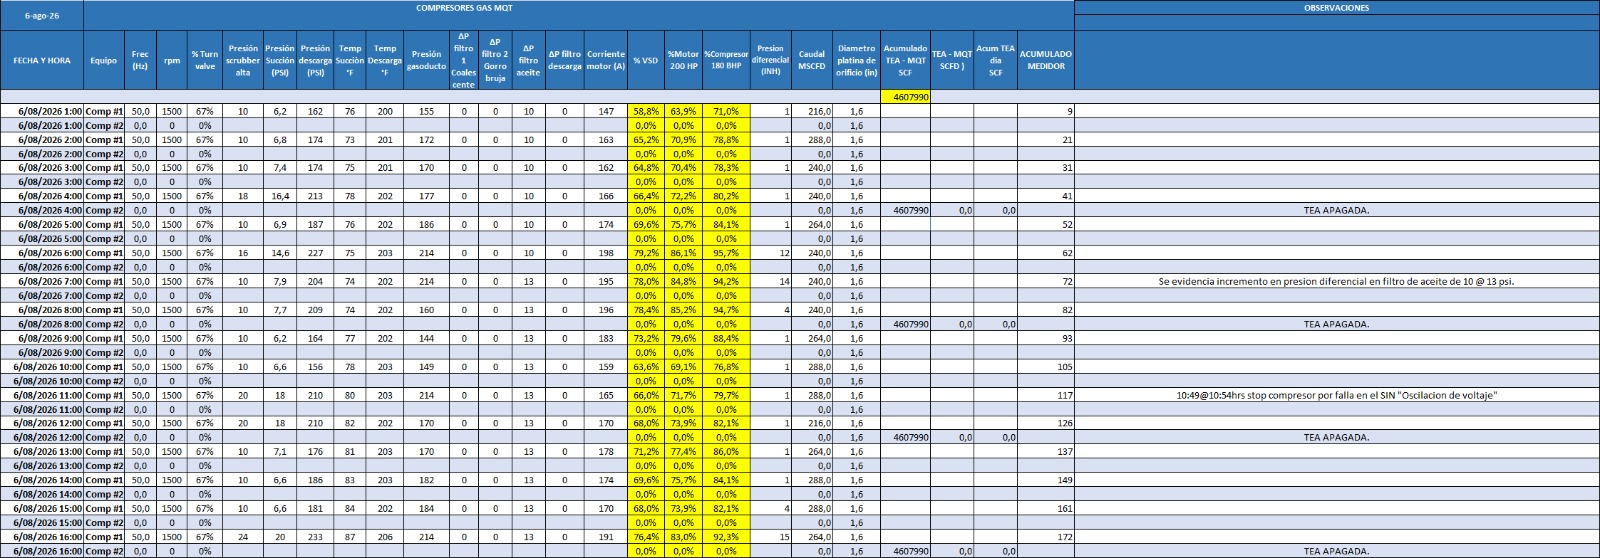 6-ago-26 COMPRESORES GAS MQT OBSERVACIONES
FECHA Y HORA Equipo Frec (Hz) rpm % Turn valve Presión scrubber alta Presión Succión (PSI) Presión descarga (PSI) Temp Succión °F Temp Descarga °F Presión gasoducto ΔP filtro 1 Coales cente ΔP filtro 2 Gorro bruja ΔP filtro aceite ΔP filtro descarga Corriente motor (A) % VSD %Motor 200 HP %Compresor 180 BHP Presion diferencial (INH) Caudal MSCFD Diametro platina de orificio (in) Acumulado TEA - MQT SCF TEA - MQT SCFD ) Acum TEA dia SCF ACUMULADO MEDIDOR
4607990
6/08/2026 1:00 Comp #1 50,0 1500 67% 10 6,2 162 76 200 155 0 0 10 0 147 58,8% 63,9% 71,0% 1 216,0 1,6 9
6/08/2026 1:00 Comp #2 0,0 0 0% 0,0% 0,0% 0,0% 0,0 1,6
6/08/2026 2:00 Comp #1 50,0 1500 67% 10 6,8 174 73 201 172 0 0 10 0 163 65,2% 70,9% 78,8% 1 288,0 1,6 21
6/08/2026 2:00 Comp #2 0,0 0 0% 0,0% 0,0% 0,0% 0,0 1,6
6/08/2026 3:00 Comp #1 50,0 1500 67% 10 7,4 174 75 201 170 0 0 10 0 162 64,8% 70,4% 78,3% 1 240,0 1,6 31
6/08/2026 3:00 Comp #2 0,0 0 0% 0,0% 0,0% 0,0% 0,0 1,6
6/08/2026 4:00 Comp #1 50,0 1500 67% 18 16,4 213 78 202 177 0 0 10 0 166 66,4% 72,2% 80,2% 1 240,0 1,6 41
6/08/2026 4:00 Comp #2 0,0 0 0% 0,0% 0,0% 0,0% 0,0 1,6 4607990 0,0 0,0 TEA APAGADA.
6/08/2026 5:00 Comp #1 50,0 1500 67% 10 6,9 187 76 202 186 0 0 10 0 174 69,6% 75,7% 84,1% 1 264,0 1,6 52
6/08/2026 5:00 Comp #2 0,0 0 0% 0,0% 0,0% 0,0% 0,0 1,6
6/08/2026 6:00 Comp #1 50,0 1500 67% 16 14,6 227 75 203 214 0 0 10 0 198 79,2% 86,1% 95,7% 12 240,0 1,6 62
6/08/2026 6:00 Comp #2 0,0 0 0% 0,0% 0,0% 0,0% 0,0 1,6
6/08/2026 7:00 Comp #1 50,0 1500 67% 10 7,9 204 74 202 214 0 0 13 0 195 78,0% 84,8% 94,2% 14 240,0 1,6 72 Se evidencia incremento en presion diferencial en filtro de aceite de 10 @ 13 psi.
6/08/2026 7:00 Comp #2 0,0 0 0% 0,0% 0,0% 0,0% 0,0 1,6
6/08/2026 8:00 Comp #1 50,0 1500 67% 10 7,7 209 74 202 160 0 0 13 0 196 78,4% 85,2% 94,7% 4 240,0 1,6 82
6/08/2026 8:00 Comp #2 0,0 0 0% 0,0% 0,0% 0,0% 0,0 1,6 4607990 0,0 0,0 TEA APAGADA.
6/08/2026 9:00 Comp #1 50,0 1500 67% 10 6,2 164 77 202 144 0 0 13 0 183 73,2% 79,6% 88,4% 1 264,0 1,6 93
6/08/2026 9:00 Comp #2 0,0 0 0% 0,0% 0,0% 0,0% 0,0 1,6
6/08/2026 10:00 Comp #1 50,0 1500 67% 10 6,6 156 78 203 149 0 0 13 0 159 63,6% 69,1% 76,8% 1 288,0 1,6 105
6/08/2026 10:00 Comp #2 0,0 0 0% 0,0% 0,0% 0,0% 0,0 1,6
6/08/2026 11:00 Comp #1 50,0 1500 67% 20 18 210 80 203 214 0 0 13 0 165 66,0% 71,7% 79,7% 1 288,0 1,6 117 10:49@10:54hrs stop compresor por falla en el SIN "Oscilacion de voltaje"
6/08/2026 11:00 Comp #2 0,0 0 0% 0,0% 0,0% 0,0% 0,0 1,6
6/08/2026 12:00 Comp #1 50,0 1500 67% 20 18 210 82 202 170 0 0 13 0 170 68,0% 73,9% 82,1% 1 216,0 1,6 126
6/08/2026 12:00 Comp #2 0,0 0 0% 0,0% 0,0% 0,0% 0,0 1,6 4607990 0,0 0,0 TEA APAGADA.
6/08/2026 13:00 Comp #1 50,0 1500 67% 10 7,1 176 81 203 170 0 0 13 0 178 71,2% 77,4% 86,0% 1 264,0 1,6 137
6/08/2026 13:00 Comp #2 0,0 0 0% 0,0% 0,0% 0,0% 0,0 1,6
6/08/2026 14:00 Comp #1 50,0 1500 67% 10 6,6 186 83 203 182 0 0 13 0 174 69,6% 75,7% 84,1% 1 288,0 1,6 149
6/08/2026 14:00 Comp #2 0,0 0 0% 0,0% 0,0% 0,0% 0,0 1,6
6/08/2026 15:00 Comp #1 50,0 1500 67% 10 6,6 181 84 202 184 0 0 13 0 170 68,0% 73,9% 82,1% 4 288,0 1,6 161
6/08/2026 15:00 Comp #2 0,0 0 0% 0,0% 0,0% 0,0% 0,0 1,6
6/08/2026 16:00 Comp #1 50,0 1500 67% 24 20 233 87 206 214 0 0 13 0 191 76,4% 83,0% 92,3% 15 264,0 1,6 172
6/08/2026 16:00 Comp #2 0,0 0 0% 0,0% 0,0% 0,0% 0,0 1,6 4607990 0,0 0,0 TEA APAGADA.